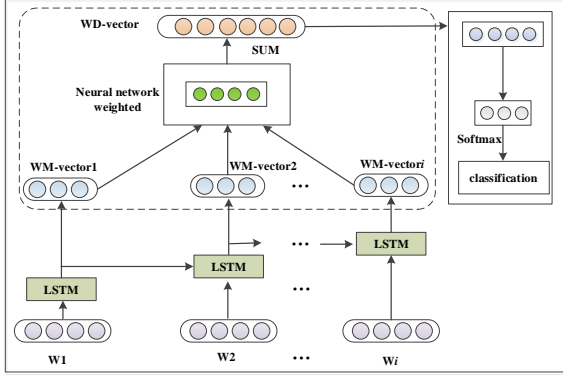 WD-vector
SUM
Neural network
weighted
Softmax
classification
WM-vector1
WM-vector2
WM-vectori
...
LSTM
LSTM
LSTM
...
...
W1
W2
...
Wi